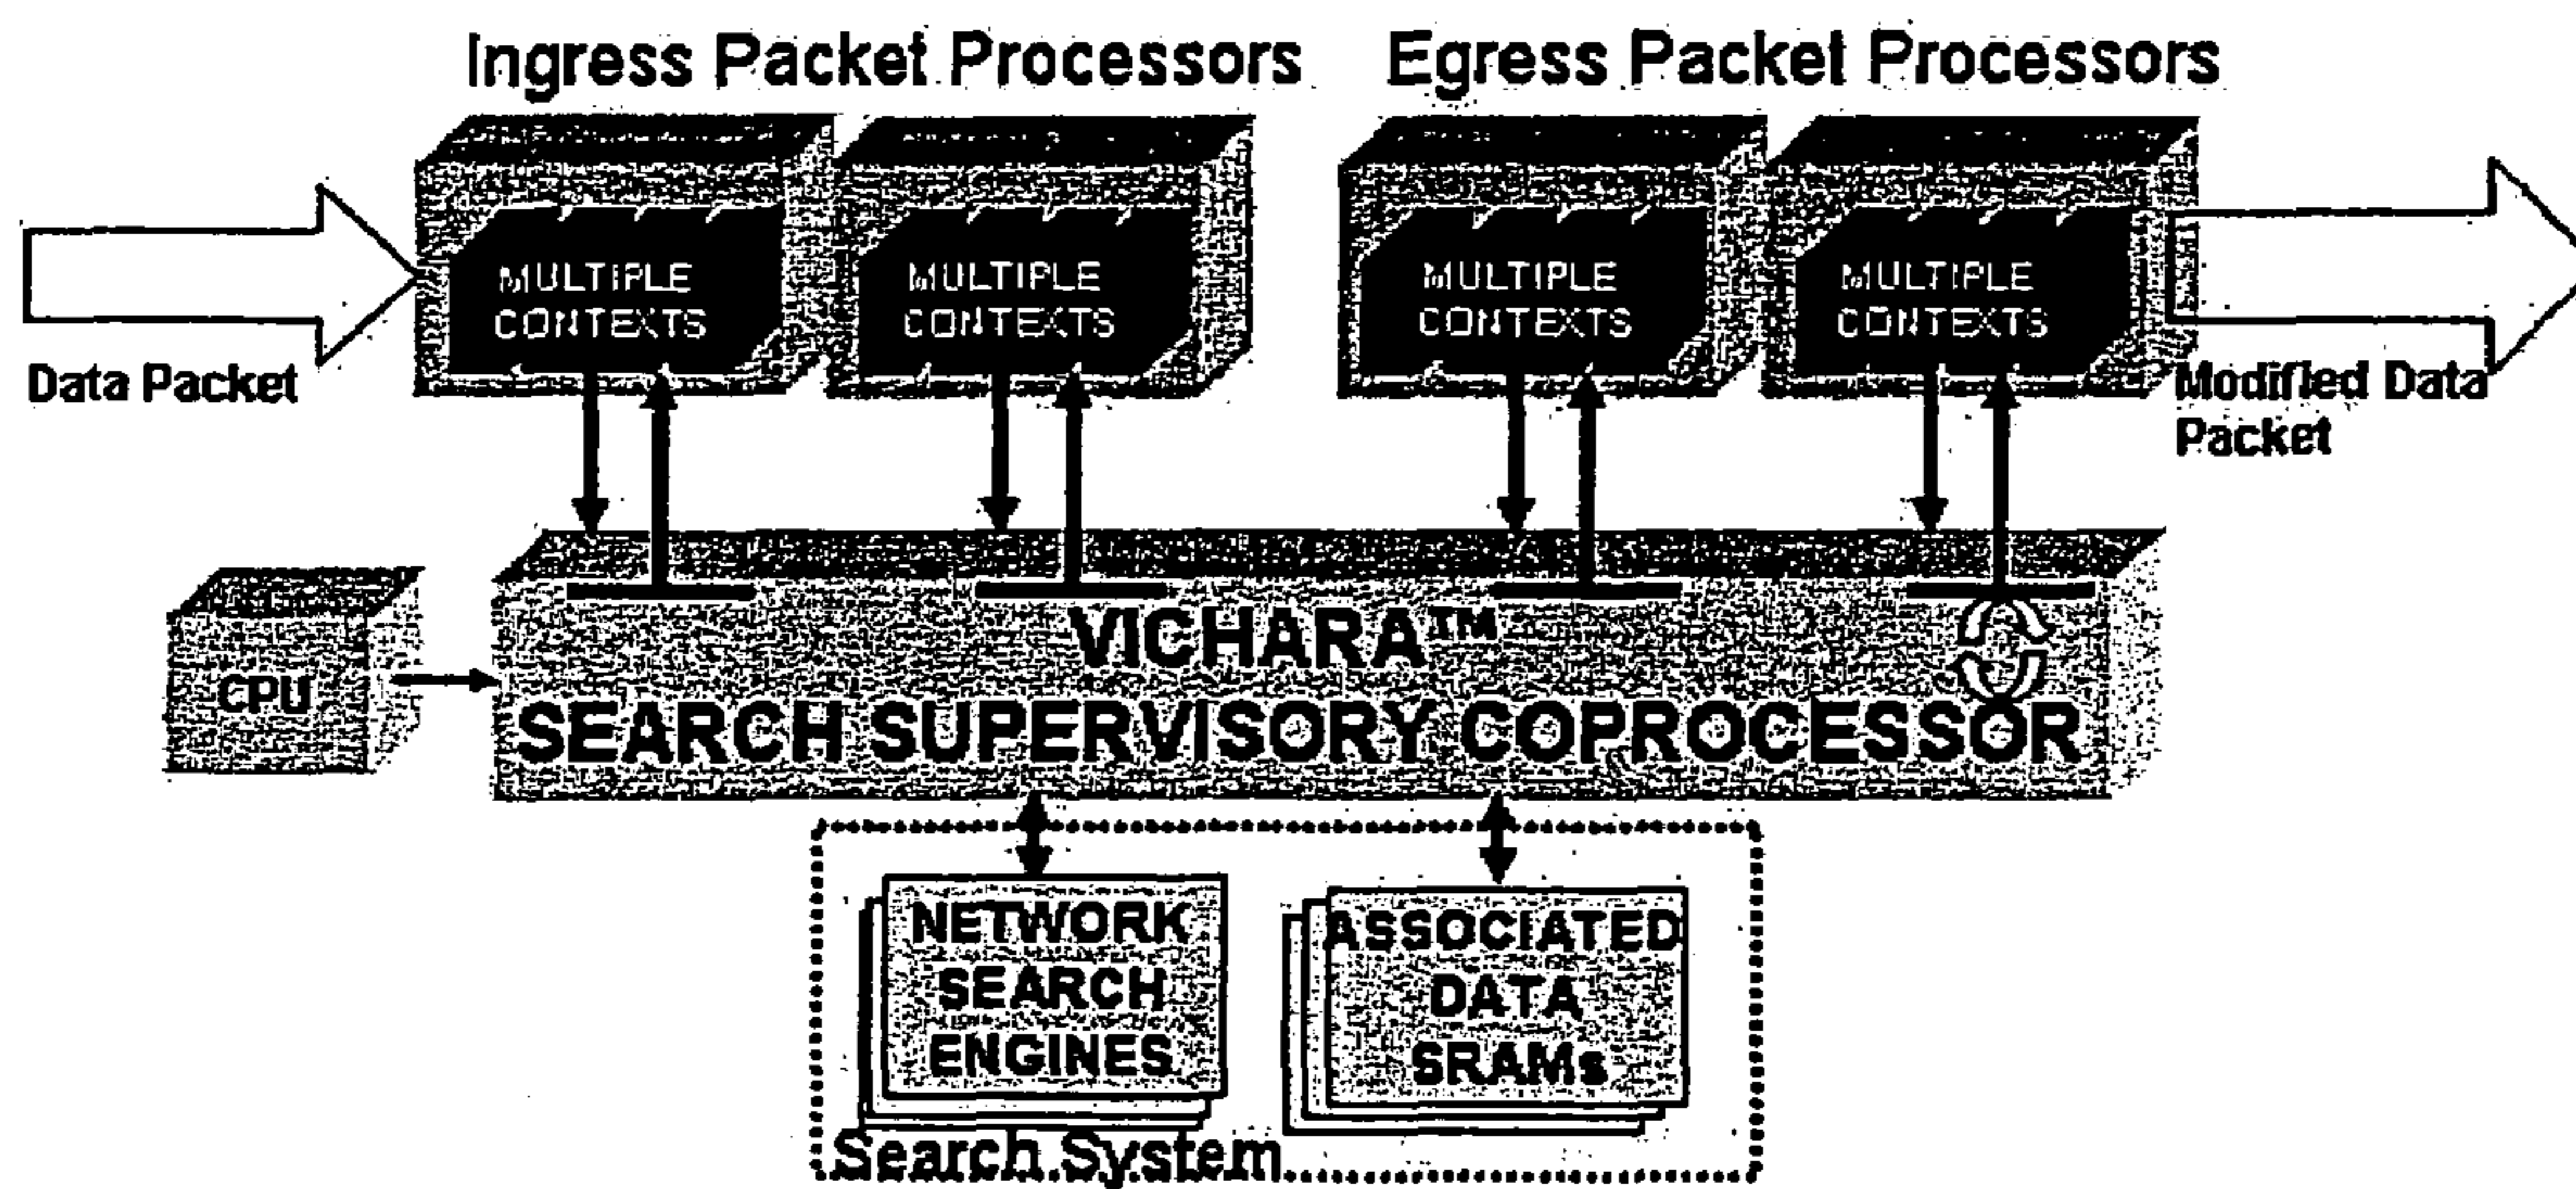 Ingress Packet Processors
Egress Packet Processors
MULTIPLE
CONTEXTS
MULTIPLE
CONTEXTS
MULTIPLE
CONTEXTS
MULTIPLE
CONTEXTS
Data Packet
Modified Data
Packet
CPU
VICHARA™
SEARCH SUPERVISORY COPROCESSOR
NETWORK
SEARCH
ENGINES
ASSOCIATED
DATA
SRAMs
Search System